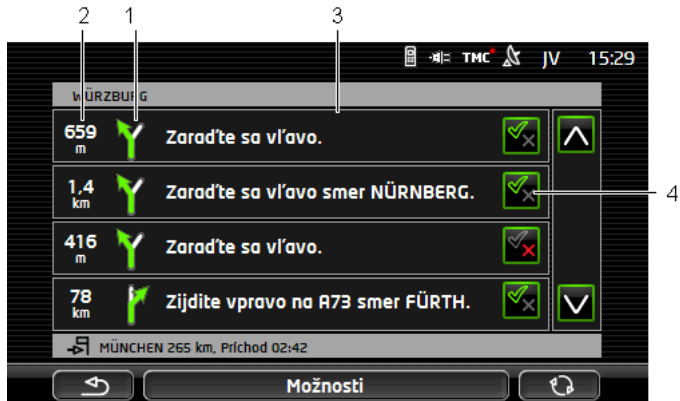 2 1 3
TMC JV 15:29
WÜRZBURG
659 m Zaraďte sa vľavo.
1,4 km Zaraďte sa vľavo smer NÜRNBERG.
4
416 m Zaraďte sa vľavo.
78 km Zijdite vpravo na A73 smer FÜRTH.
MÜNCHEN 265 km, Príchod 02:42
Možnosti